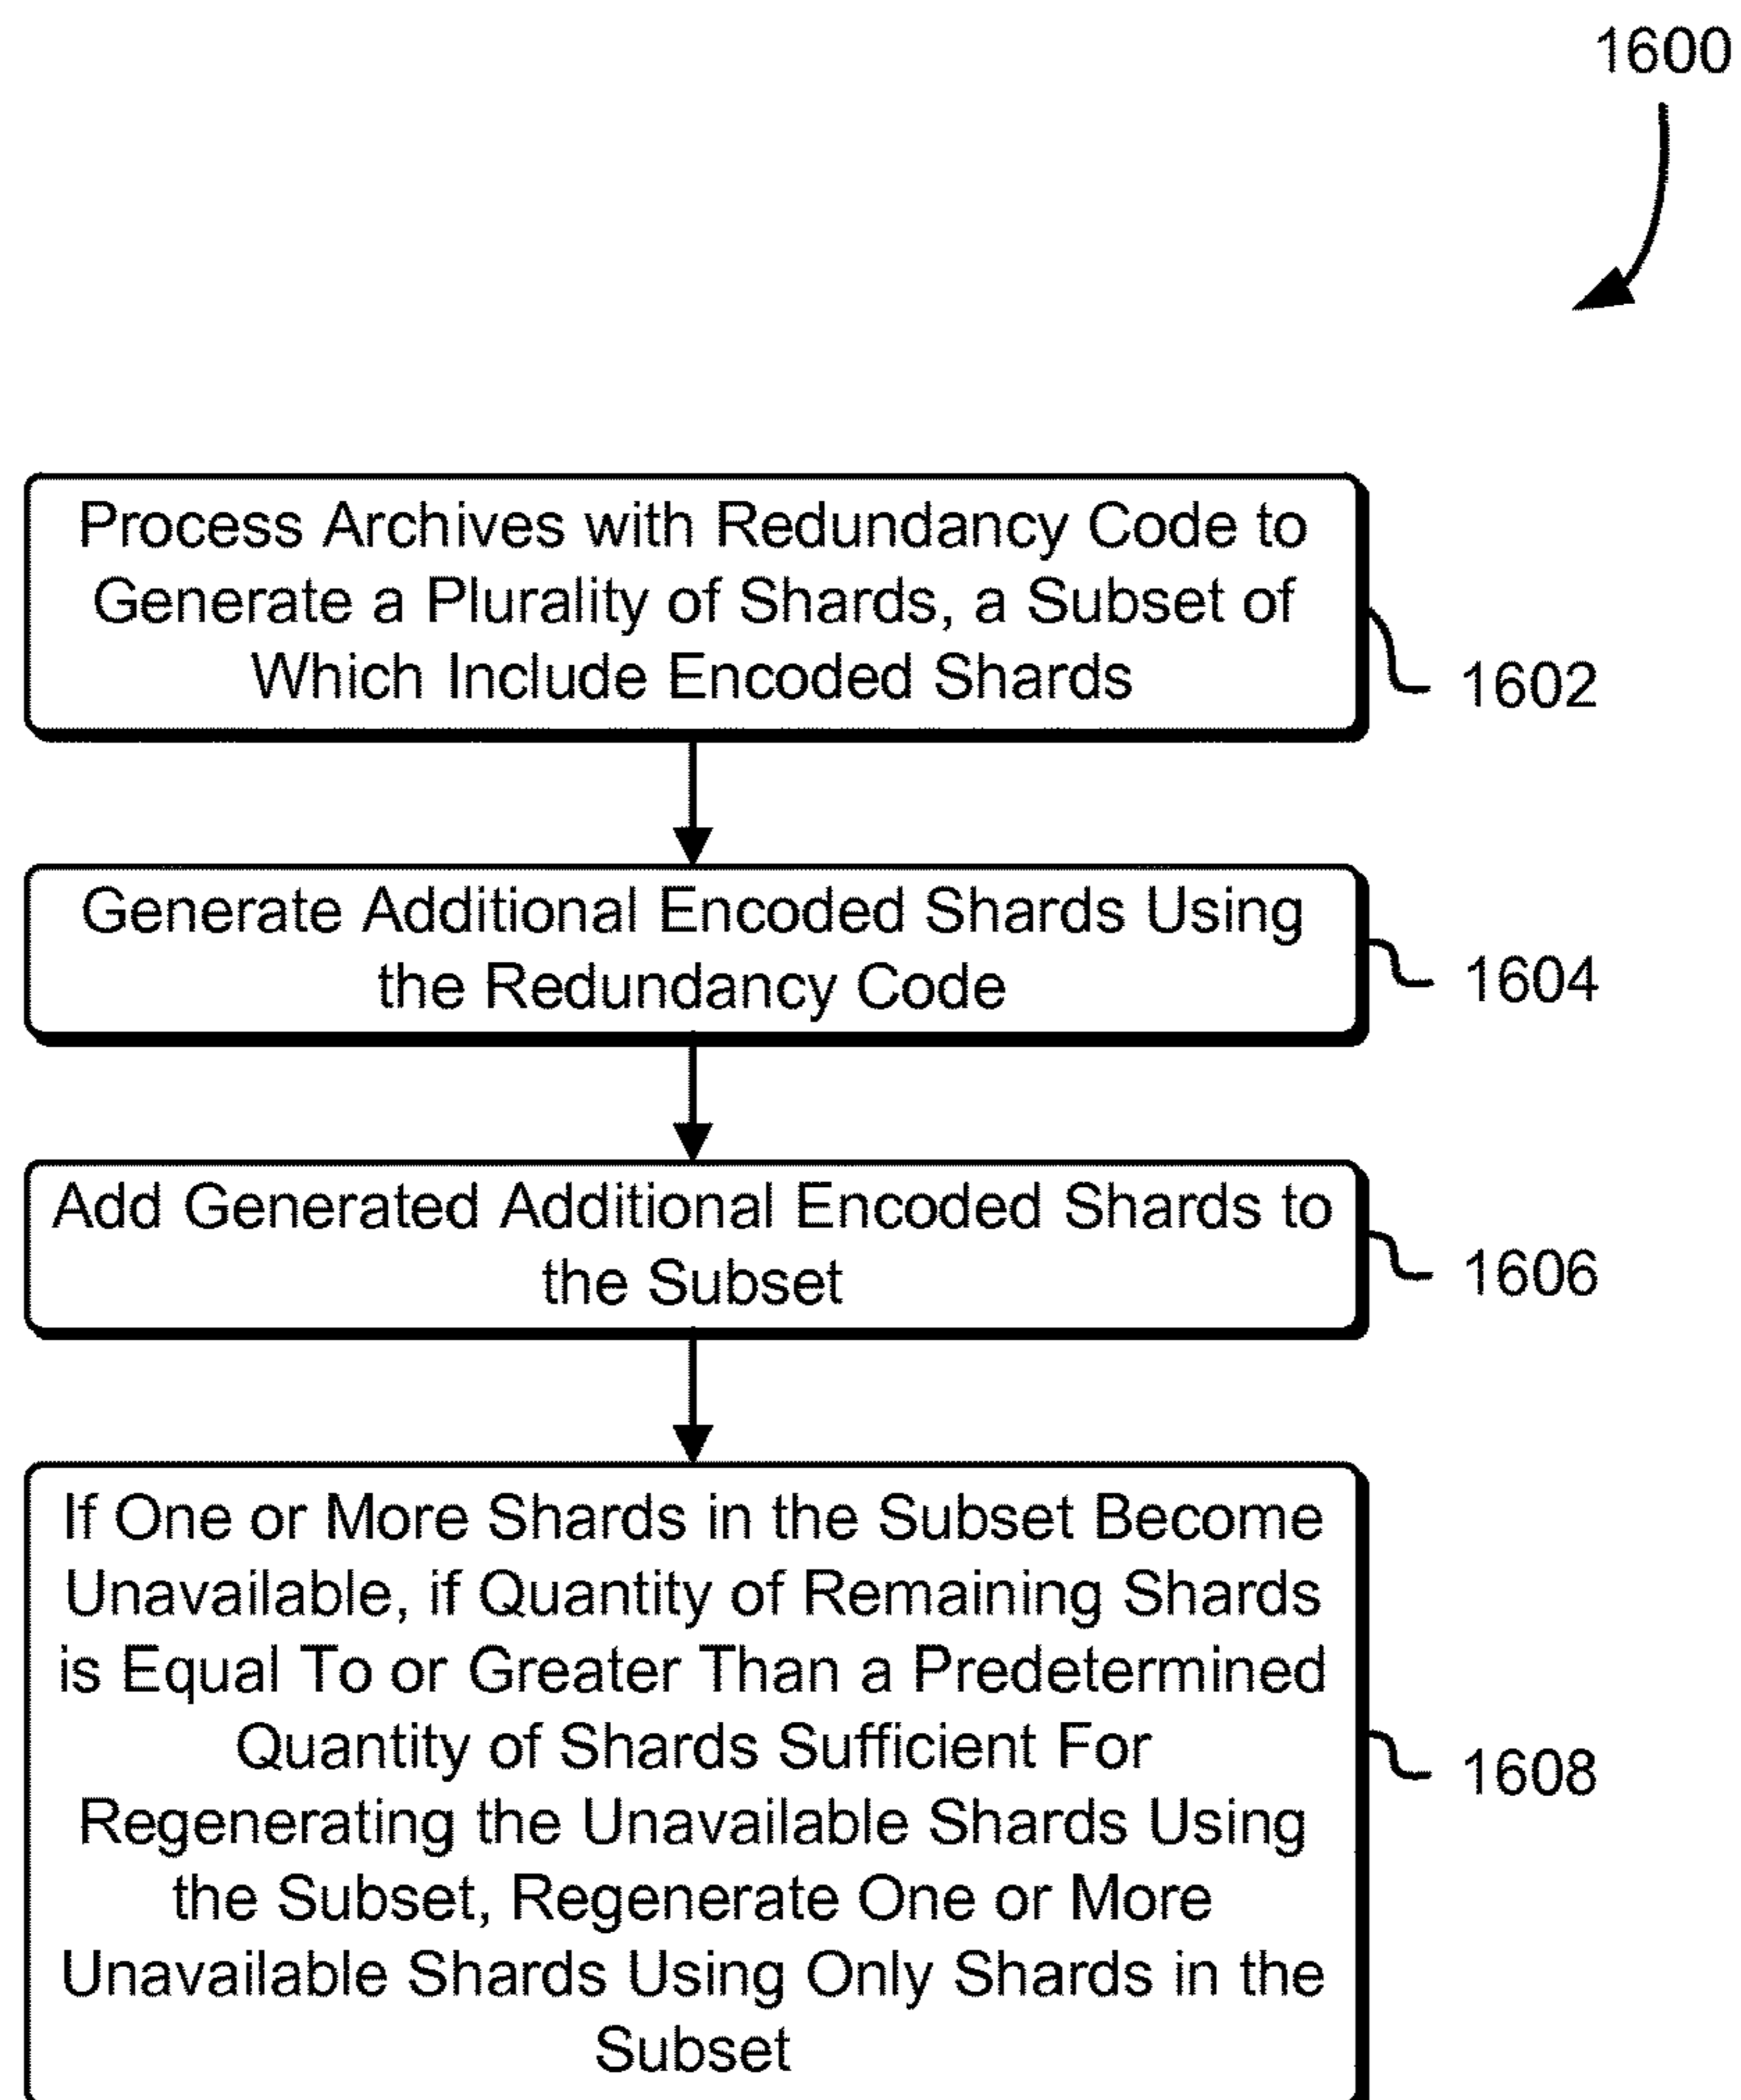 1600
Process Archives with Redundancy Code to
Generate a Plurality of Shards, a Subset of
Which Include Encoded Shards
1602
Generate Additional Encoded Shards Using
the Redundancy Code
1604
Add Generated Additional Encoded Shards to
the Subset
1606
If One or More Shards in the Subset Become
Unavailable, if Quantity of Remaining Shards
is Equal To or Greater Than a Predetermined
Quantity of Shards Sufficient For
Regenerating the Unavailable Shards Using
the Subset, Regenerate One or More
Unavailable Shards Using Only Shards in the
Subset
1608